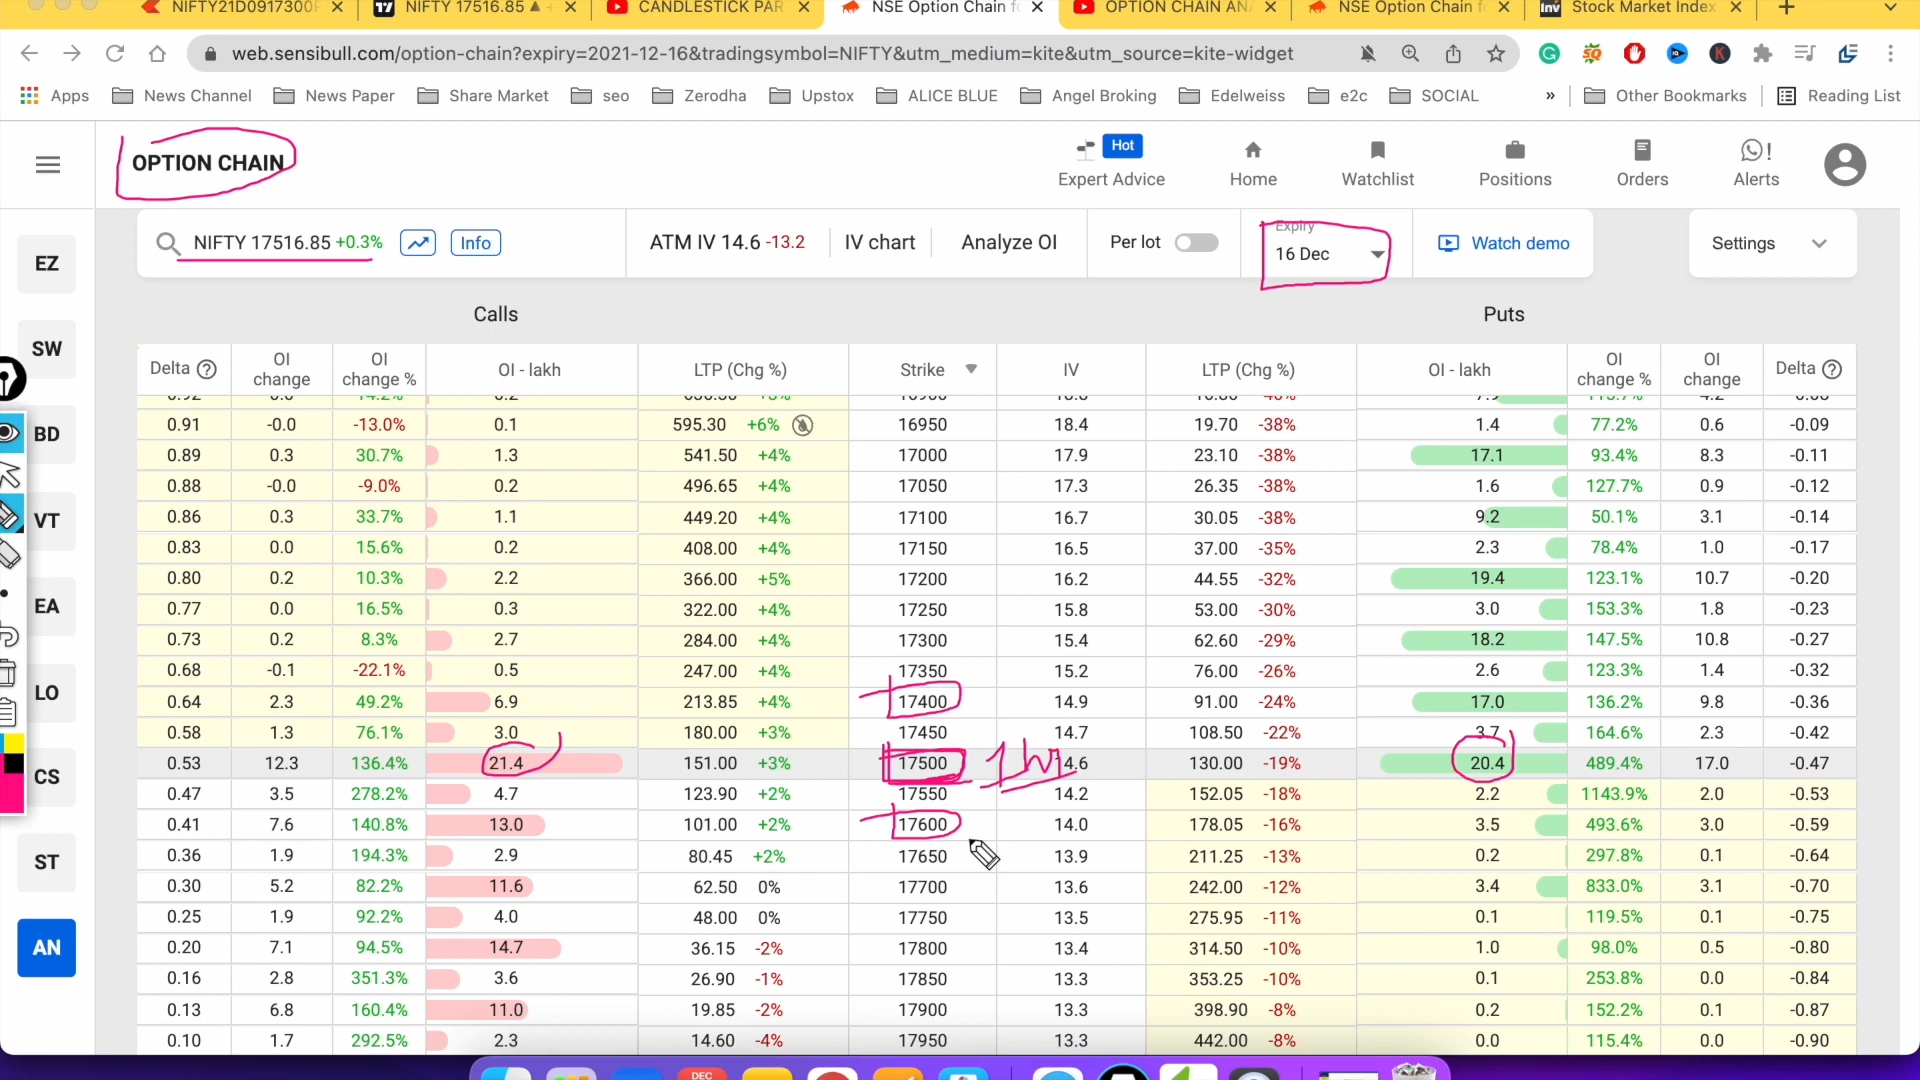 NIFTY21D0917300P
NIFTY 17516.85 ▲ +
CANDLESTICK PAT
NSE Option Chain fo
OPTION CHAIN ANA
NSE Option Chain fo
Inv Stock Market Index
web.sensibull.com/option-chain?expiry=2021-12-16&tradingsymbol=NIFTY&utm_medium=kite&utm_source=kite-widget
Apps News Channel News Paper Share Market seo Zerodha Upstox ALICE BLUE Angel Broking Edelweiss e2c SOCIAL » Other Bookmarks Reading List
OPTION CHAIN
Hot
Expert Advice Home Watchlist Positions Orders Alerts
NIFTY 17516.85 +0.3% Info ATM IV 14.6 -13.2 IV chart Analyze OI Per lot Expiry 16 Dec Watch demo Settings
EZ
SW
BD
VT
EA
LO
CS
ST
AN
Calls Puts
Delta OI change OI change % OI - lakh LTP (Chg %) Strike IV LTP (Chg %) OI - lakh OI change % OI change Delta
0.91 -0.0 -13.0% 0.1 595.30 +6% 16950 18.4 19.70 -38% 1.4 77.2% 0.6 -0.09
0.89 0.3 30.7% 1.3 541.50 +4% 17000 17.9 23.10 -38% 17.1 93.4% 8.3 -0.11
0.88 -0.0 -9.0% 0.2 496.65 +4% 17050 17.3 26.35 -38% 1.6 127.7% 0.9 -0.12
0.86 0.3 33.7% 1.1 449.20 +4% 17100 16.7 30.05 -38% 9.2 50.1% 3.1 -0.14
0.83 0.0 15.6% 0.2 408.00 +4% 17150 16.5 37.00 -35% 2.3 78.4% 1.0 -0.17
0.80 0.2 10.3% 2.2 366.00 +5% 17200 16.2 44.55 -32% 19.4 123.1% 10.7 -0.20
0.77 0.0 16.5% 0.3 322.00 +4% 17250 15.8 53.00 -30% 3.0 153.3% 1.8 -0.23
0.73 0.2 8.3% 2.7 284.00 +4% 17300 15.4 62.60 -29% 18.2 147.5% 10.8 -0.27
0.68 -0.1 -22.1% 0.5 247.00 +4% 17350 15.2 76.00 -26% 2.6 123.3% 1.4 -0.32
0.64 2.3 49.2% 6.9 213.85 +4% 17400 14.9 91.00 -24% 17.0 136.2% 9.8 -0.36
0.58 1.3 76.1% 3.0 180.00 +3% 17450 14.7 108.50 -22% 3.7 164.6% 2.3 -0.42
0.53 12.3 136.4% 21.4 151.00 +3% 17500 1 hr 14.6 130.00 -19% 20.4 489.4% 17.0 -0.47
0.47 3.5 278.2% 4.7 123.90 +2% 17550 14.2 152.05 -18% 2.2 1143.9% 2.0 -0.53
0.41 7.6 140.8% 13.0 101.00 +2% 17600 14.0 178.05 -16% 3.5 493.6% 3.0 -0.59
0.36 1.9 194.3% 2.9 80.45 +2% 17650 13.9 211.25 -13% 0.2 297.8% 0.1 -0.64
0.30 5.2 82.2% 11.6 62.50 0% 17700 13.6 242.00 -12% 3.4 833.0% 3.1 -0.70
0.25 1.9 92.2% 4.0 48.00 0% 17750 13.5 275.95 -11% 0.1 119.5% 0.1 -0.75
0.20 7.1 94.5% 14.7 36.15 -2% 17800 13.4 314.50 -10% 1.0 98.0% 0.5 -0.80
0.16 2.8 351.3% 3.6 26.90 -1% 17850 13.3 353.25 -10% 0.1 253.8% 0.0 -0.84
0.13 6.8 160.4% 11.0 19.85 -2% 17900 13.3 398.90 -8% 0.2 152.2% 0.1 -0.87
0.10 1.7 292.5% 2.3 14.60 -4% 17950 13.3 442.00 -8% 0.0 115.4% 0.0 -0.90
DEC